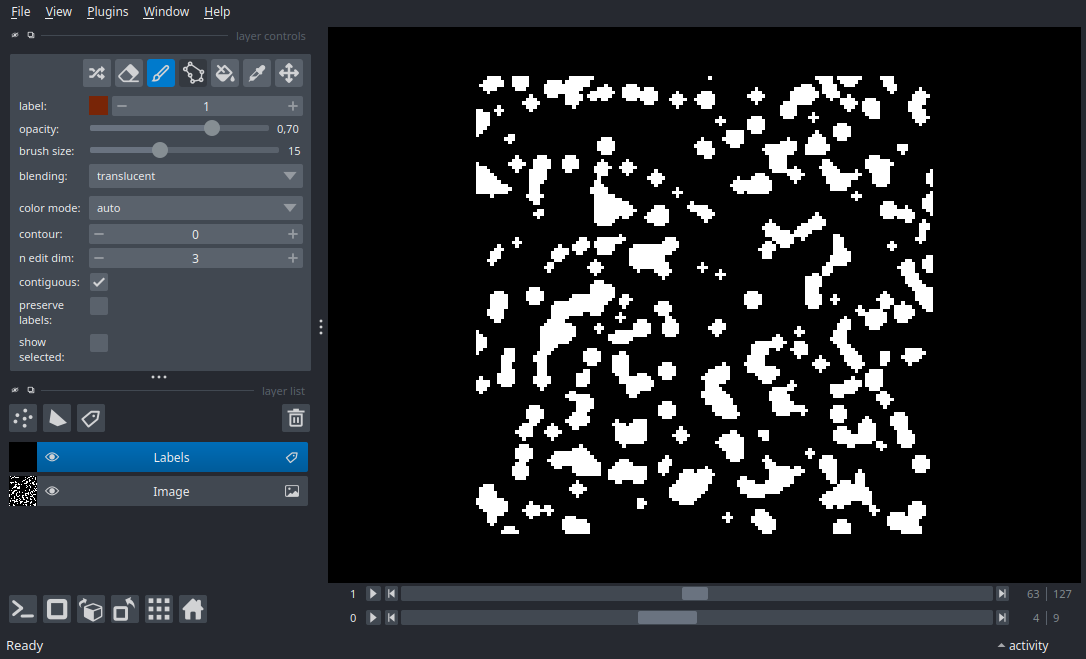 File View Plugins Window Help
layer controls
label: 1
opacity: 0,70
brush size: 15
blending: translucent
color mode: auto
contour: 0
n edit dim: 3
contiguous:
preserve
labels:
show
selected:
layer list
Labels
Image
1 63 | 127
0 4 | 9
Ready activity